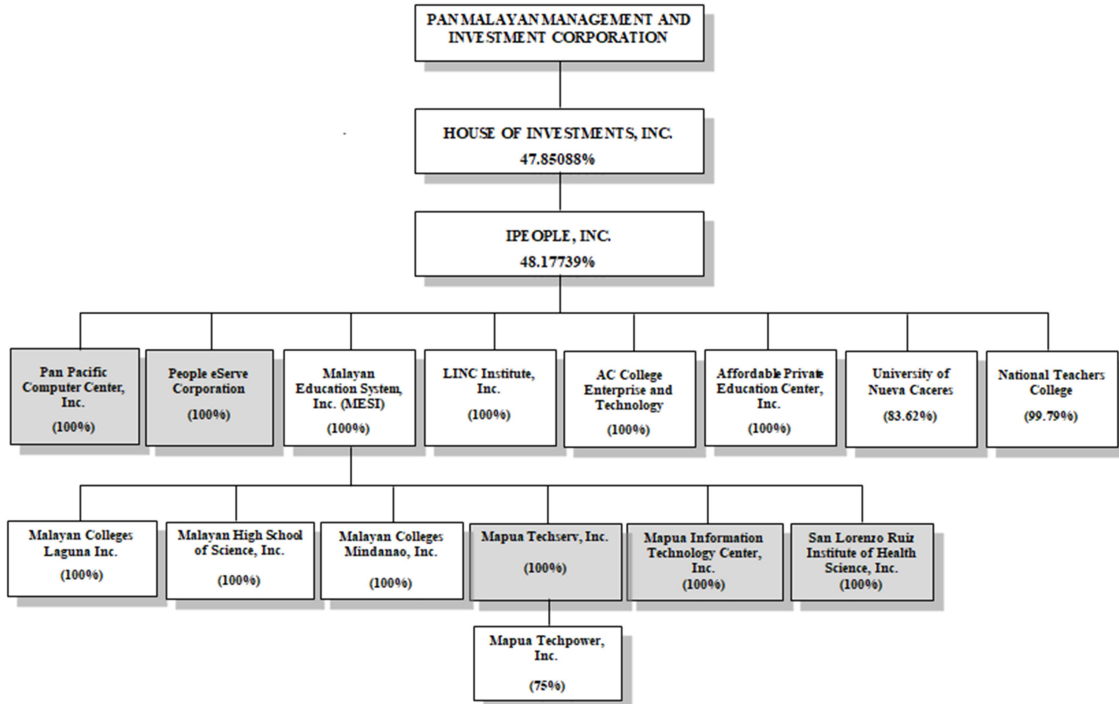 PAN MALAYAN MANAGEMENT AND
INVESTMENT CORPORATION
HOUSE OF INVESTMENTS, INC.
47.85088%
IPEOPLE, INC.
48.17739%
Pan Pacific
Computer Center,
Inc.
(100%)
People eServe
Corporation
(100%)
Malayan
Education System,
Inc. (MESI)
(100%)
LINC Institute,
Inc.
(100%)
AC College
Enterprise and
Technology
(100%)
Affordable Private
Education Center,
Inc.
(100%)
University of
Nueva Caceres
(83.62%)
National Teachers
College
(99.79%)
Malayan Colleges
Laguna Inc.
(100%)
Malayan High School
of Science, Inc.
(100%)
Malayan Colleges
Mindanao, Inc.
(100%)
Mapua Techserv, Inc.
(100%)
Mapua Information
Technology Center,
Inc.
(100%)
San Lorenzo Ruiz
Institute of Health
Science, Inc.
(100%)
Mapua Techpower,
Inc.
(75%)